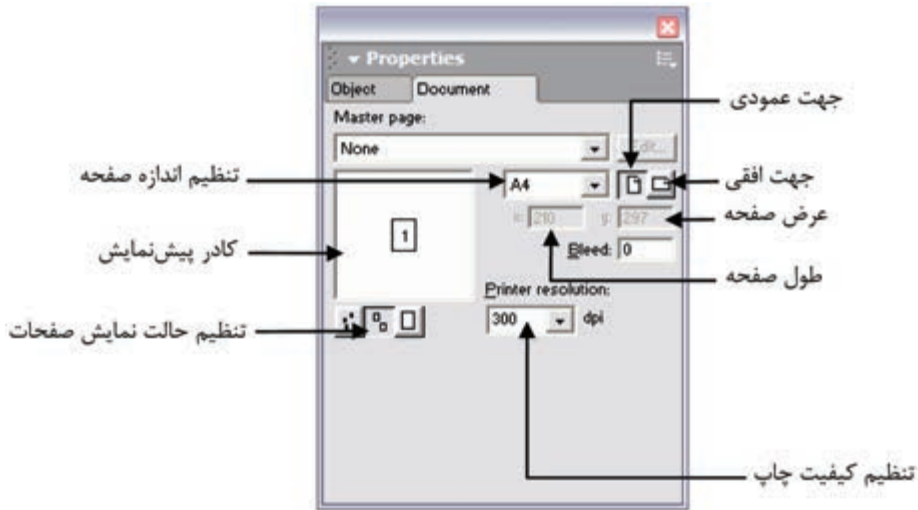 Properties
Object Document
Master page:
None Edit...
A4
x: 210 y: 297
1
Bleed: 0
Printer resolution:
300 dpi
جهت عمودی
جهت افقی
عرض صفحه
طول صفحه
تنظیم کیفیت چاپ
تنظیم اندازه صفحه
کادر پیش‌نمایش
تنظیم حالت نمایش صفحات